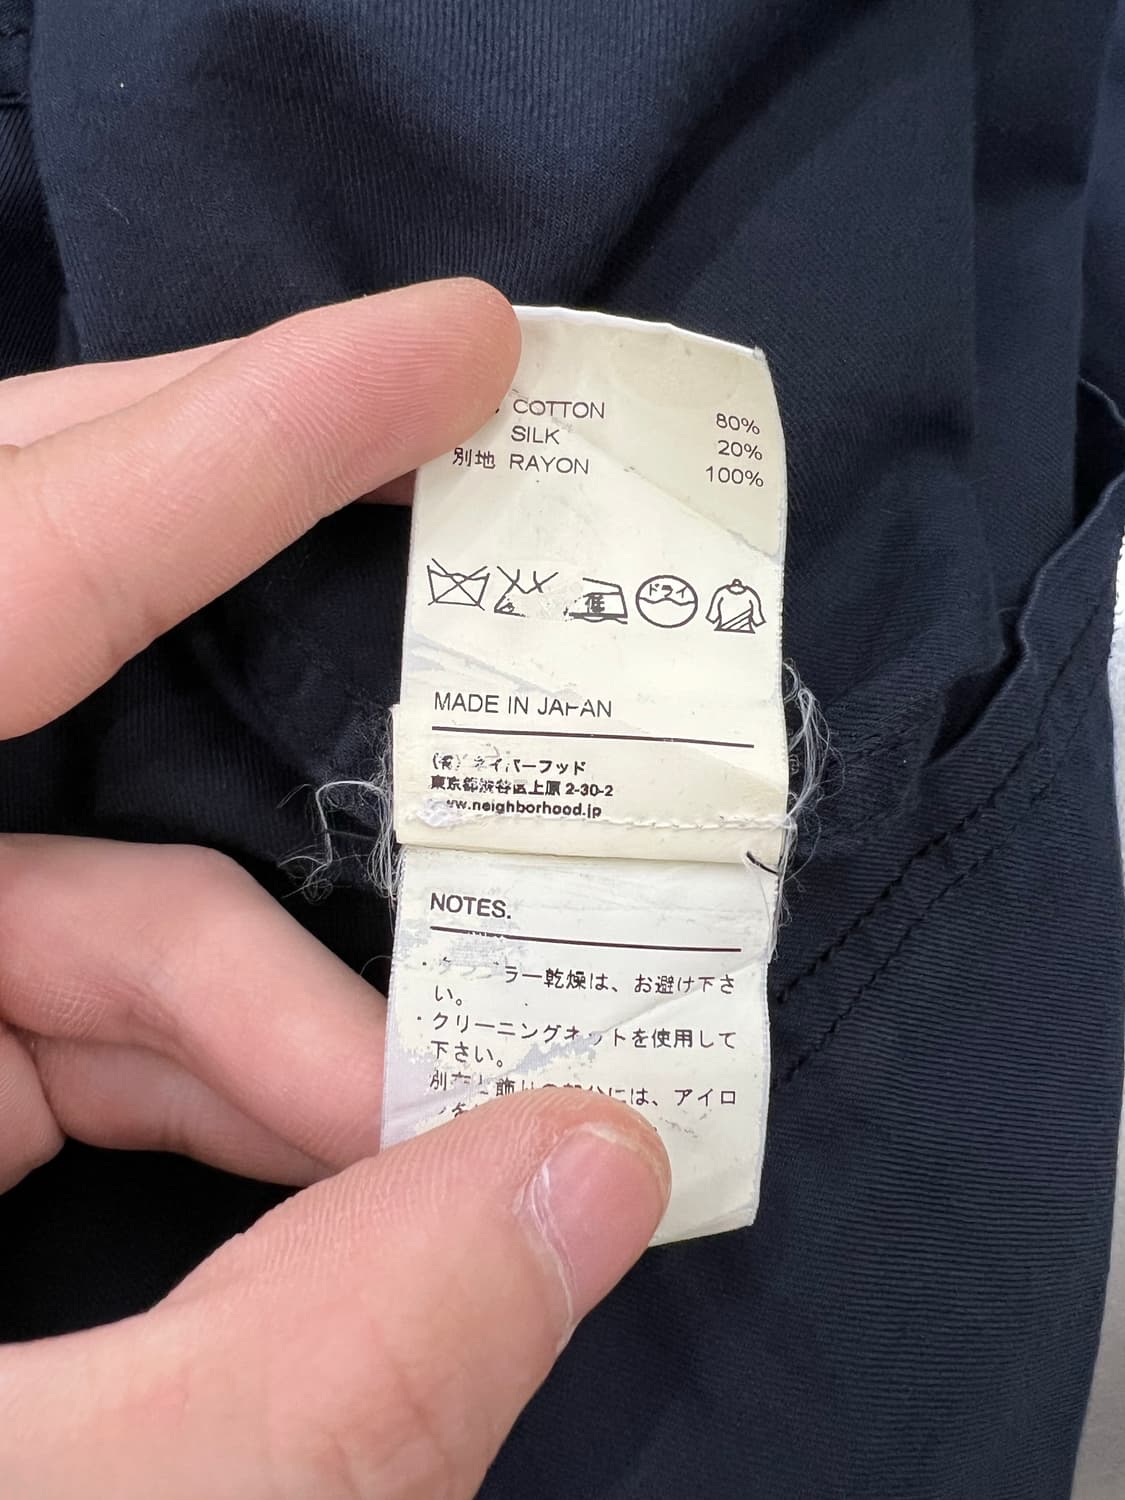 COTTON 80%
SILK 20%
別地 RAYON 100%
低
ドライ
MADE IN JAPAN
ネイバーフッド
東京都渋谷区上原 2-30-2
www.neighborhood.jp
NOTES.
ラー乾燥は、お避け下さ
い。
・クリーニングネットを使用して
下さい。
には、アイロ